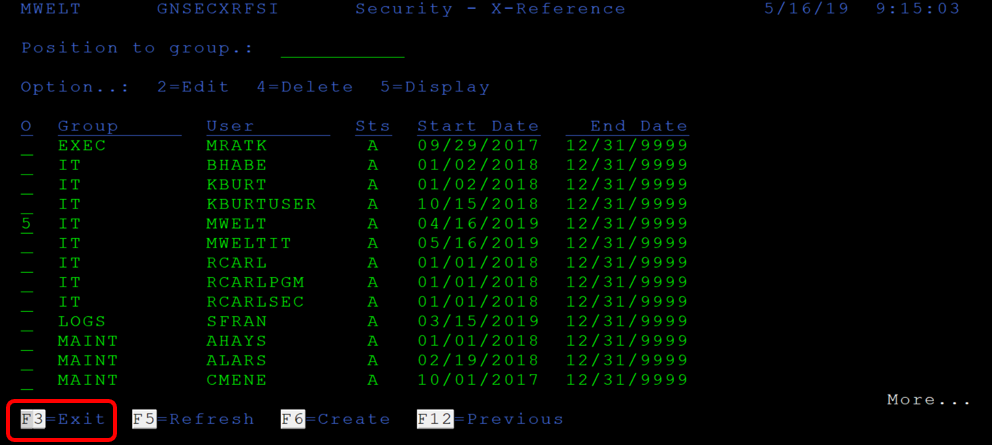 MWELT GNSECXRFSI Security - X-Reference 5/16/19 9:15:03
Position to group.:
Option..: 2=Edit 4=Delete 5=Display
O Group User Sts Start Date End Date
EXEC MRATK A 09/29/2017 12/31/9999
IT BHABE A 01/02/2018 12/31/9999
IT KBURT A 01/02/2018 12/31/9999
IT KBURTUSER A 10/15/2018 12/31/9999
5 IT MWELT A 04/16/2019 12/31/9999
IT MWELTIT A 05/16/2019 12/31/9999
IT RCARL A 01/01/2018 12/31/9999
IT RCARLPGM A 01/01/2018 12/31/9999
IT RCARLSEC A 01/01/2018 12/31/9999
LOGS SFRAN A 03/15/2019 12/31/9999
MAINT AHAYS A 01/01/2018 12/31/9999
MAINT ALARS A 02/19/2018 12/31/9999
MAINT CMENE A 10/01/2017 12/31/9999
More...
F3=Exit F5=Refresh F6=Create F12=Previous